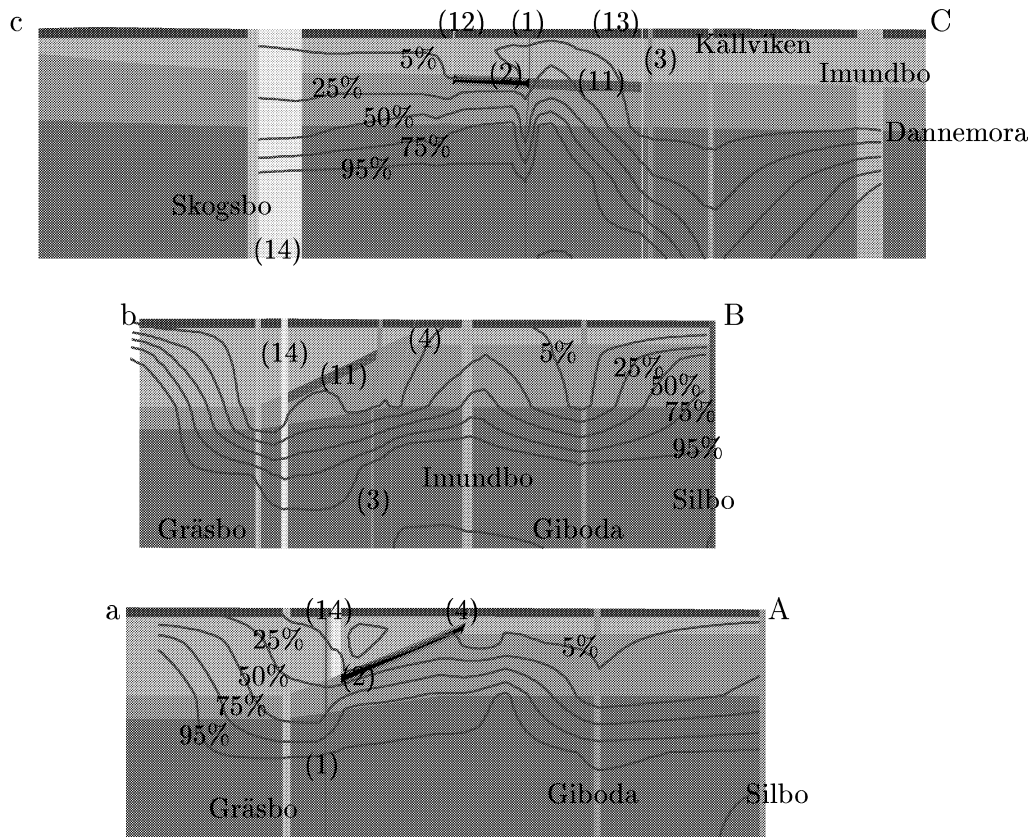 c (12) (1) (13) C
Källviken
5% (3)
(2) (11) Imundbo
25%
50%
Dannemora
75%
95%
Skogsbo
(14)
b B
(4)
(14) 5%
(11) 25%
50%
75%
95%
Imundbo
(3) Silbo
Gräsbo Giboda
a (14) (4) A
25% 5%
50% (2)
75%
95%
(1)
Gräsbo Giboda Silbo